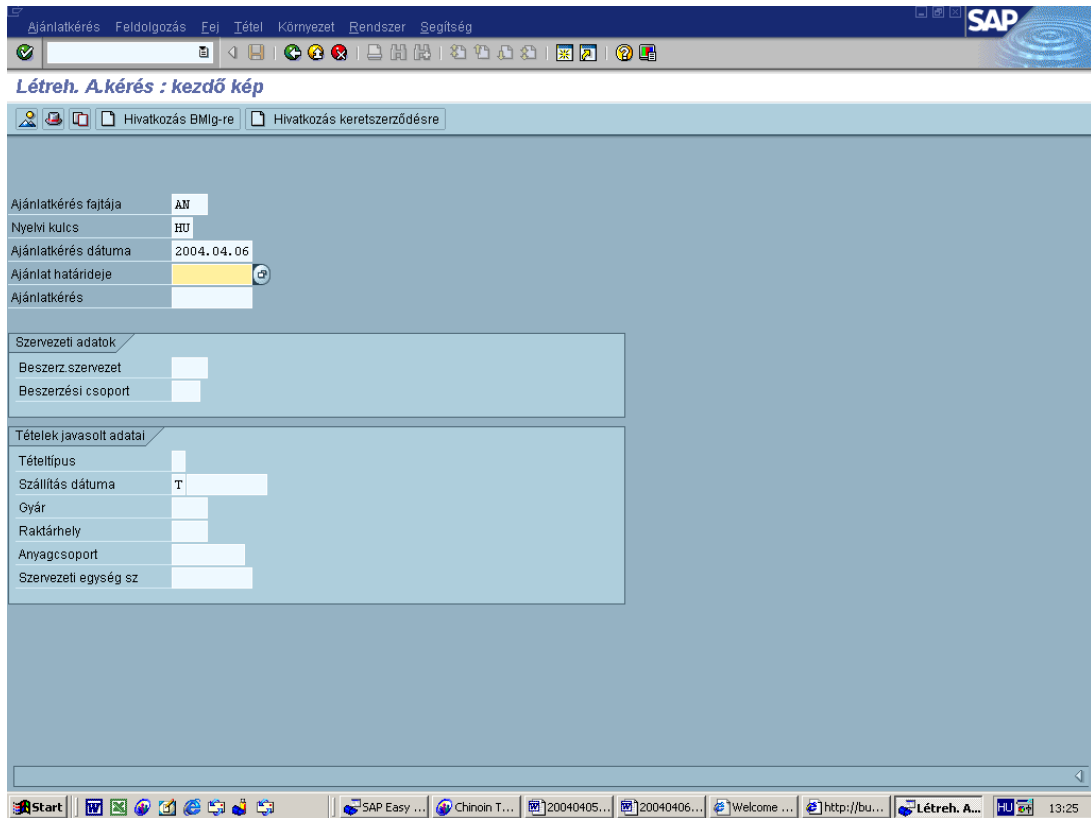 Ajánlatkérés Feldolgozás Fej Tétel Környezet Rendszer Segítség
SAP
Létreh. A.kérés : kezdő kép
Hivatkozás BMIg-re Hivatkozás keretszerződésre
Ajánlatkérés fajtája AN
Nyelvi kulcs HU
Ajánlatkérés dátuma 2004.04.06
Ajánlat határideje
Ajánlatkérés
Szervezeti adatok
Beszerz.szervezet
Beszerzési csoport
Tételek javasolt adatai
Tételtípus
Szállítás dátuma T
Gyár
Raktárhely
Anyagcsoport
Szervezeti egység sz
Start SAP Easy ... Chinoin T... 20040405... 20040406... Welcome ... http://bu... Létreh. A... HU 13:25